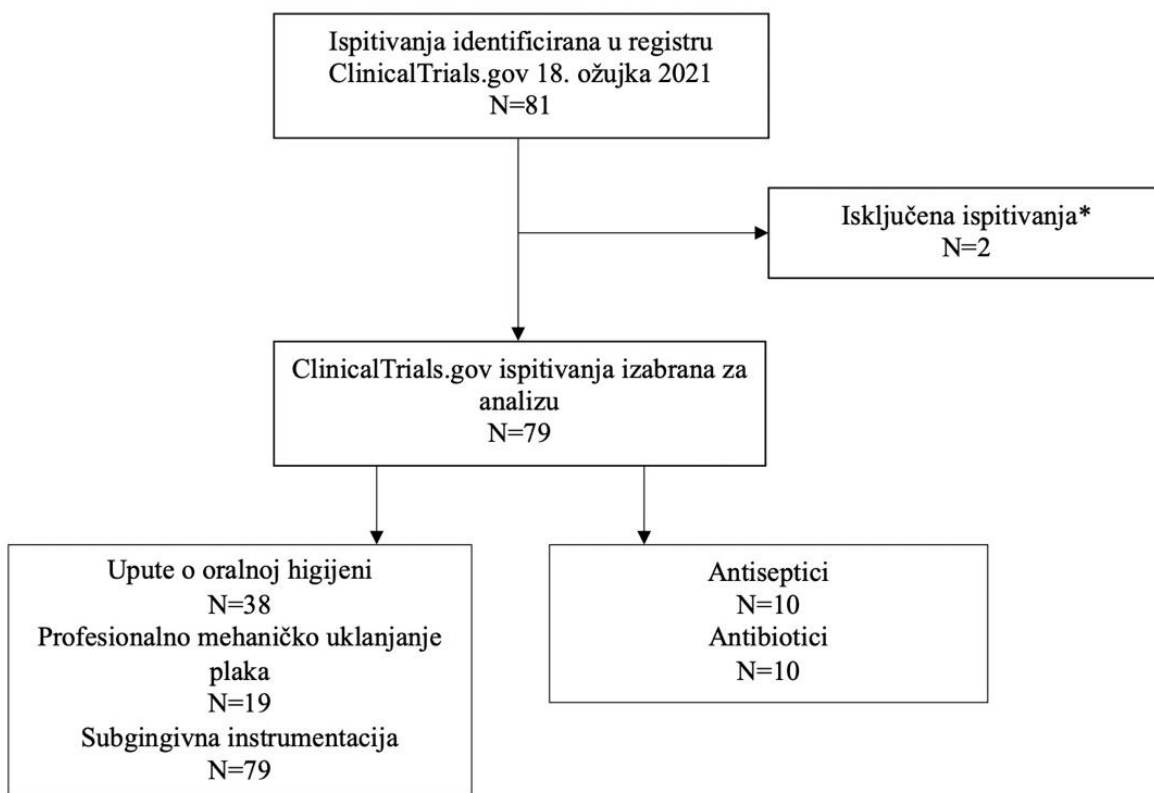 Ispitivanja identificirana u registru
ClinicalTrials.gov 18. ožujka 2021
N=81
Isključena ispitivanja*
N=2
ClinicalTrials.gov ispitivanja izabrana za
analizu
N=79
Upute o oralnoj higijeni
N=38
Profesionalno mehaničko uklanjanje
plaka
N=19
Subgingivna instrumentacija
N=79
Antiseptici
N=10
Antibiotici
N=10